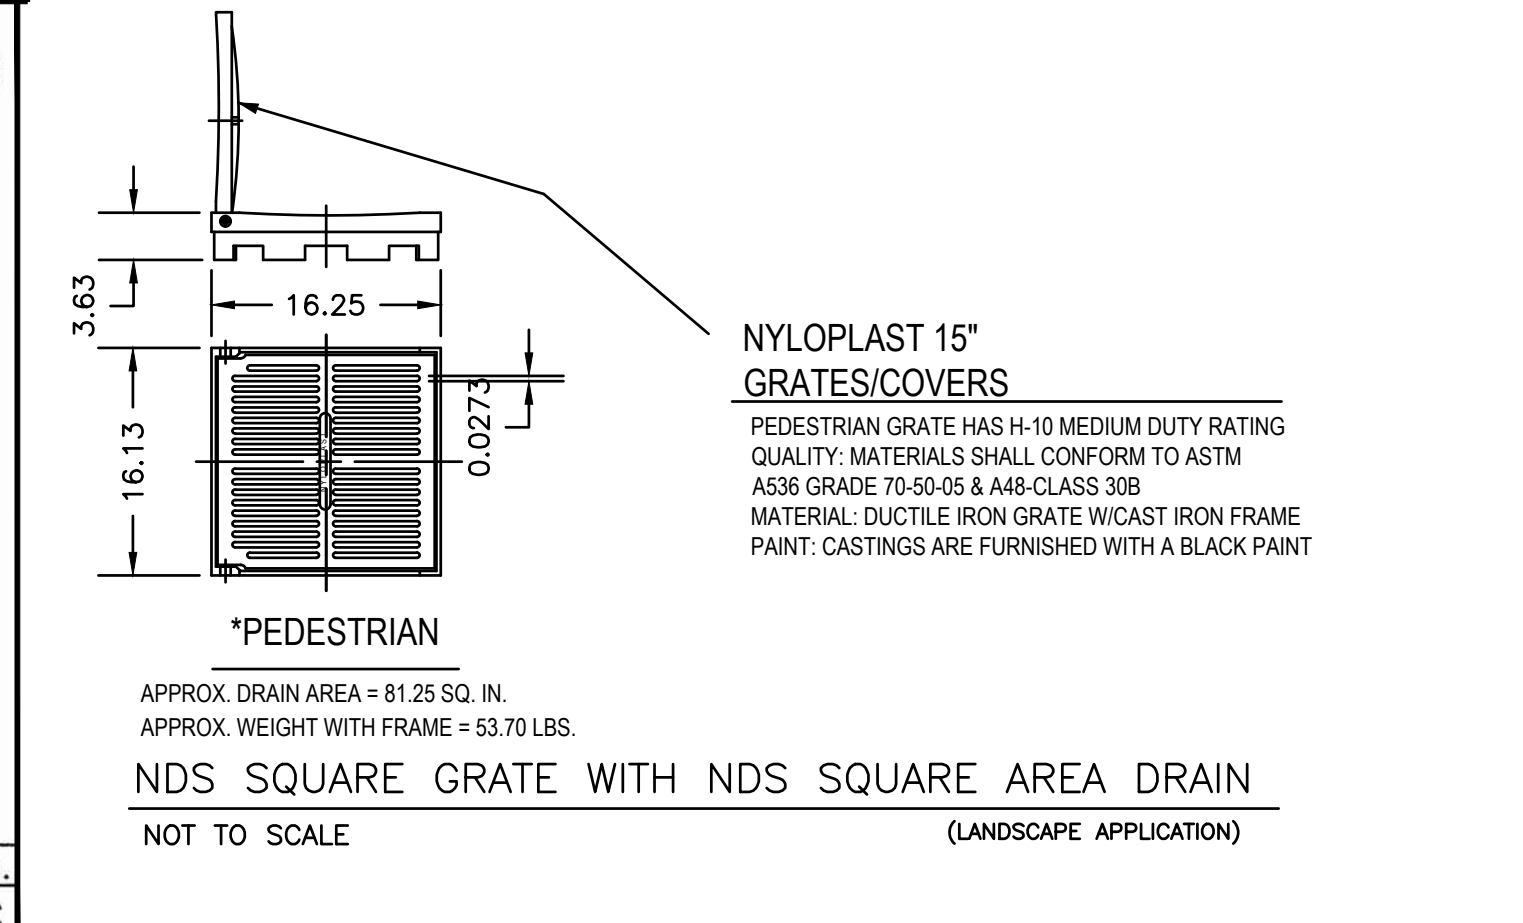 3.63
16.25
16.13
0.0273
NYLOPLAST 15"
GRATES/COVERS
PEDESTRIAN GRATE HAS H-10 MEDIUM DUTY RATING
QUALITY: MATERIALS SHALL CONFORM TO ASTM
A536 GRADE 70-50-05 & A48-CLASS 30B
MATERIAL: DUCTILE IRON GRATE W/CAST IRON FRAME
PAINT: CASTINGS ARE FURNISHED WITH A BLACK PAINT
*PEDESTRIAN
APPROX. DRAIN AREA = 81.25 SQ. IN.
APPROX. WEIGHT WITH FRAME = 53.70 LBS.
NDS SQUARE GRATE WITH NDS SQUARE AREA DRAIN
NOT TO SCALE
(LANDSCAPE APPLICATION)